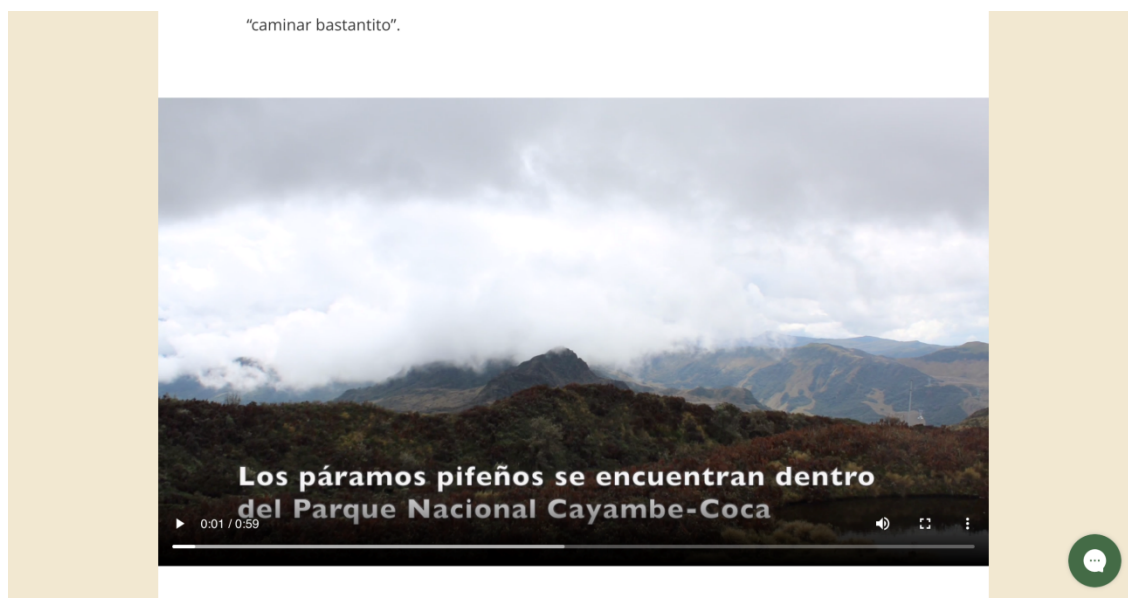 “caminar bastantito”.
Los páramos pifeños se encuentran dentro
del Parque Nacional Cayambe-Coca
0:01 / 0:59